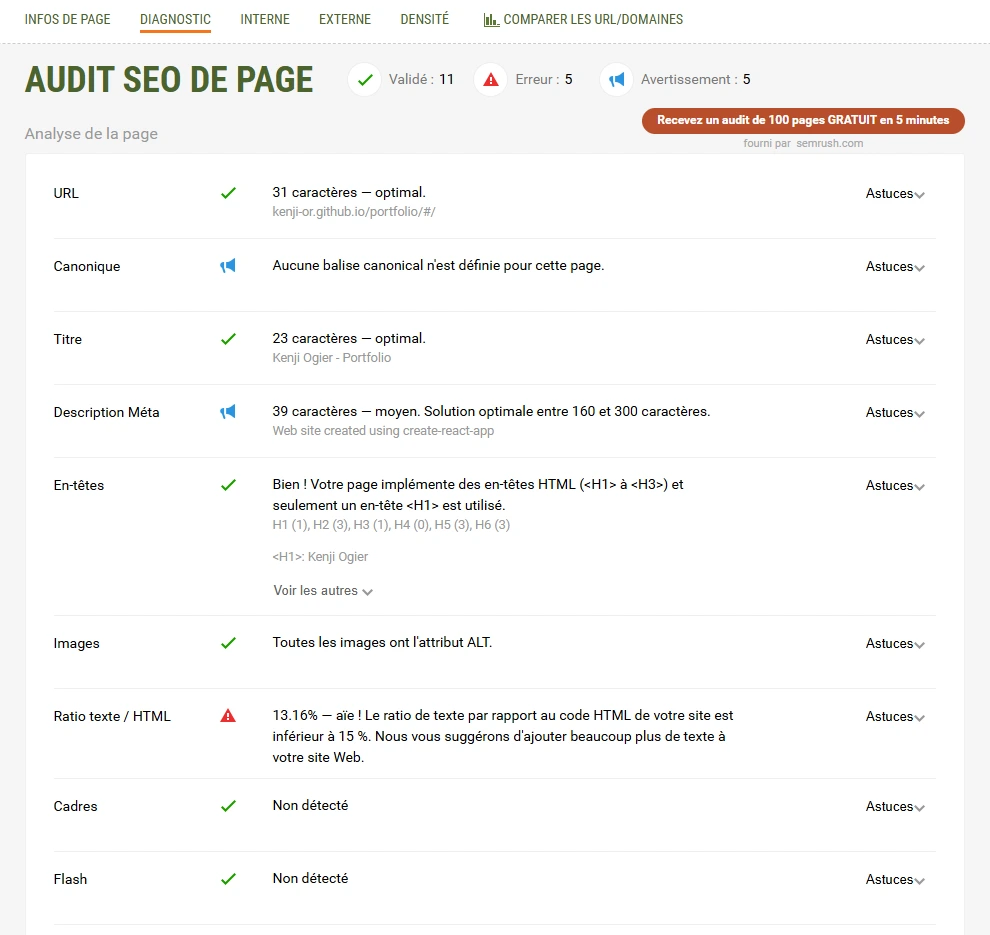 INFOS DE PAGE DIAGNOSTIC INTERNE EXTERNE DENSITÉ COMPARER LES URL/DOMAINES
AUDIT SEO DE PAGE Validé : 11 Erreur : 5 Avertissement : 5
Recevez un audit de 100 pages GRATUIT en 5 minutes
Analyse de la page
fourni par semrush.com
URL 31 caractères — optimal. Astuces
kenji-or.github.io/portfolio/#/
Canonique Aucune balise canonical n'est définie pour cette page. Astuces
Titre 23 caractères — optimal. Astuces
Kenji Ogier - Portfolio
Description Méta 39 caractères — moyen. Solution optimale entre 160 et 300 caractères. Astuces
Web site created using create-react-app
En-têtes Bien ! Votre page implémente des en-têtes HTML (<H1> à <H3>) et Astuces
seulement un en-tête <H1> est utilisé.
H1 (1), H2 (3), H3 (1), H4 (0), H5 (3), H6 (3)
<H1>: Kenji Ogier
Voir les autres
Images Toutes les images ont l'attribut ALT. Astuces
Ratio texte / HTML 13.16% — aïe ! Le ratio de texte par rapport au code HTML de votre site est Astuces
inférieur à 15 %. Nous vous suggérons d'ajouter beaucoup plus de texte à
votre site Web.
Cadres Non détecté Astuces
Flash Non détecté Astuces